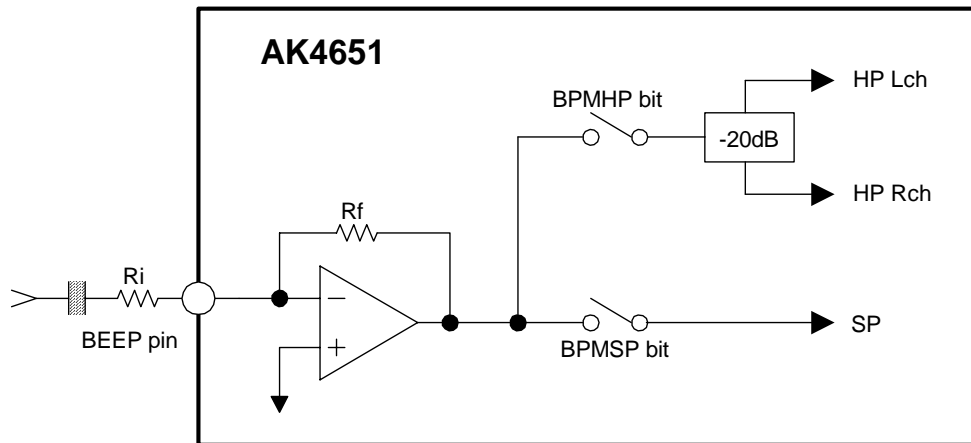 AK4651
HP Lch
BPMHP bit
-20dB
HP Rch
Rf
Ri
−
BEEP pin
+
SP
BPMSP bit